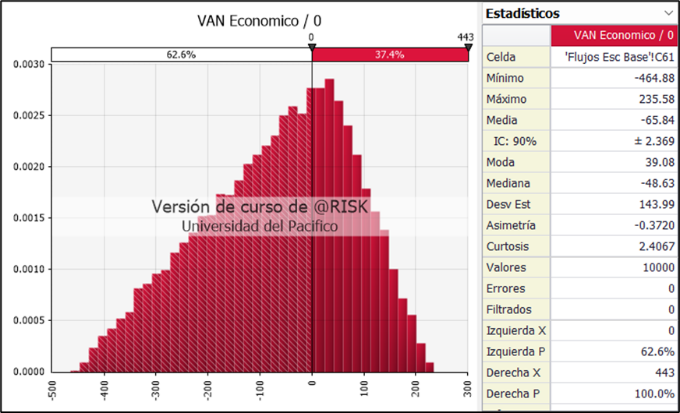 VAN Economico / 0
0
443
62.6%
37.4%
0.0030
0.0025
0.0020
0.0015
0.0010
0.0005
0.0000
-500
-400
-300
-200
-100
0
100
200
300
Versión de curso de @RISK
Universidad del Pacifico
Estadísticos
VAN Economico / 0
Celda 'Flujos Esc Base'!C61
Mínimo -464.88
Máximo 235.58
Media -65.84
IC: 90% ± 2.369
Moda 39.08
Mediana -48.63
Desv Est 143.99
Asimetría -0.3720
Curtosis 2.4067
Valores 10000
Errores 0
Filtrados 0
Izquierda X 0
Izquierda P 62.6%
Derecha X 443
Derecha P 100.0%